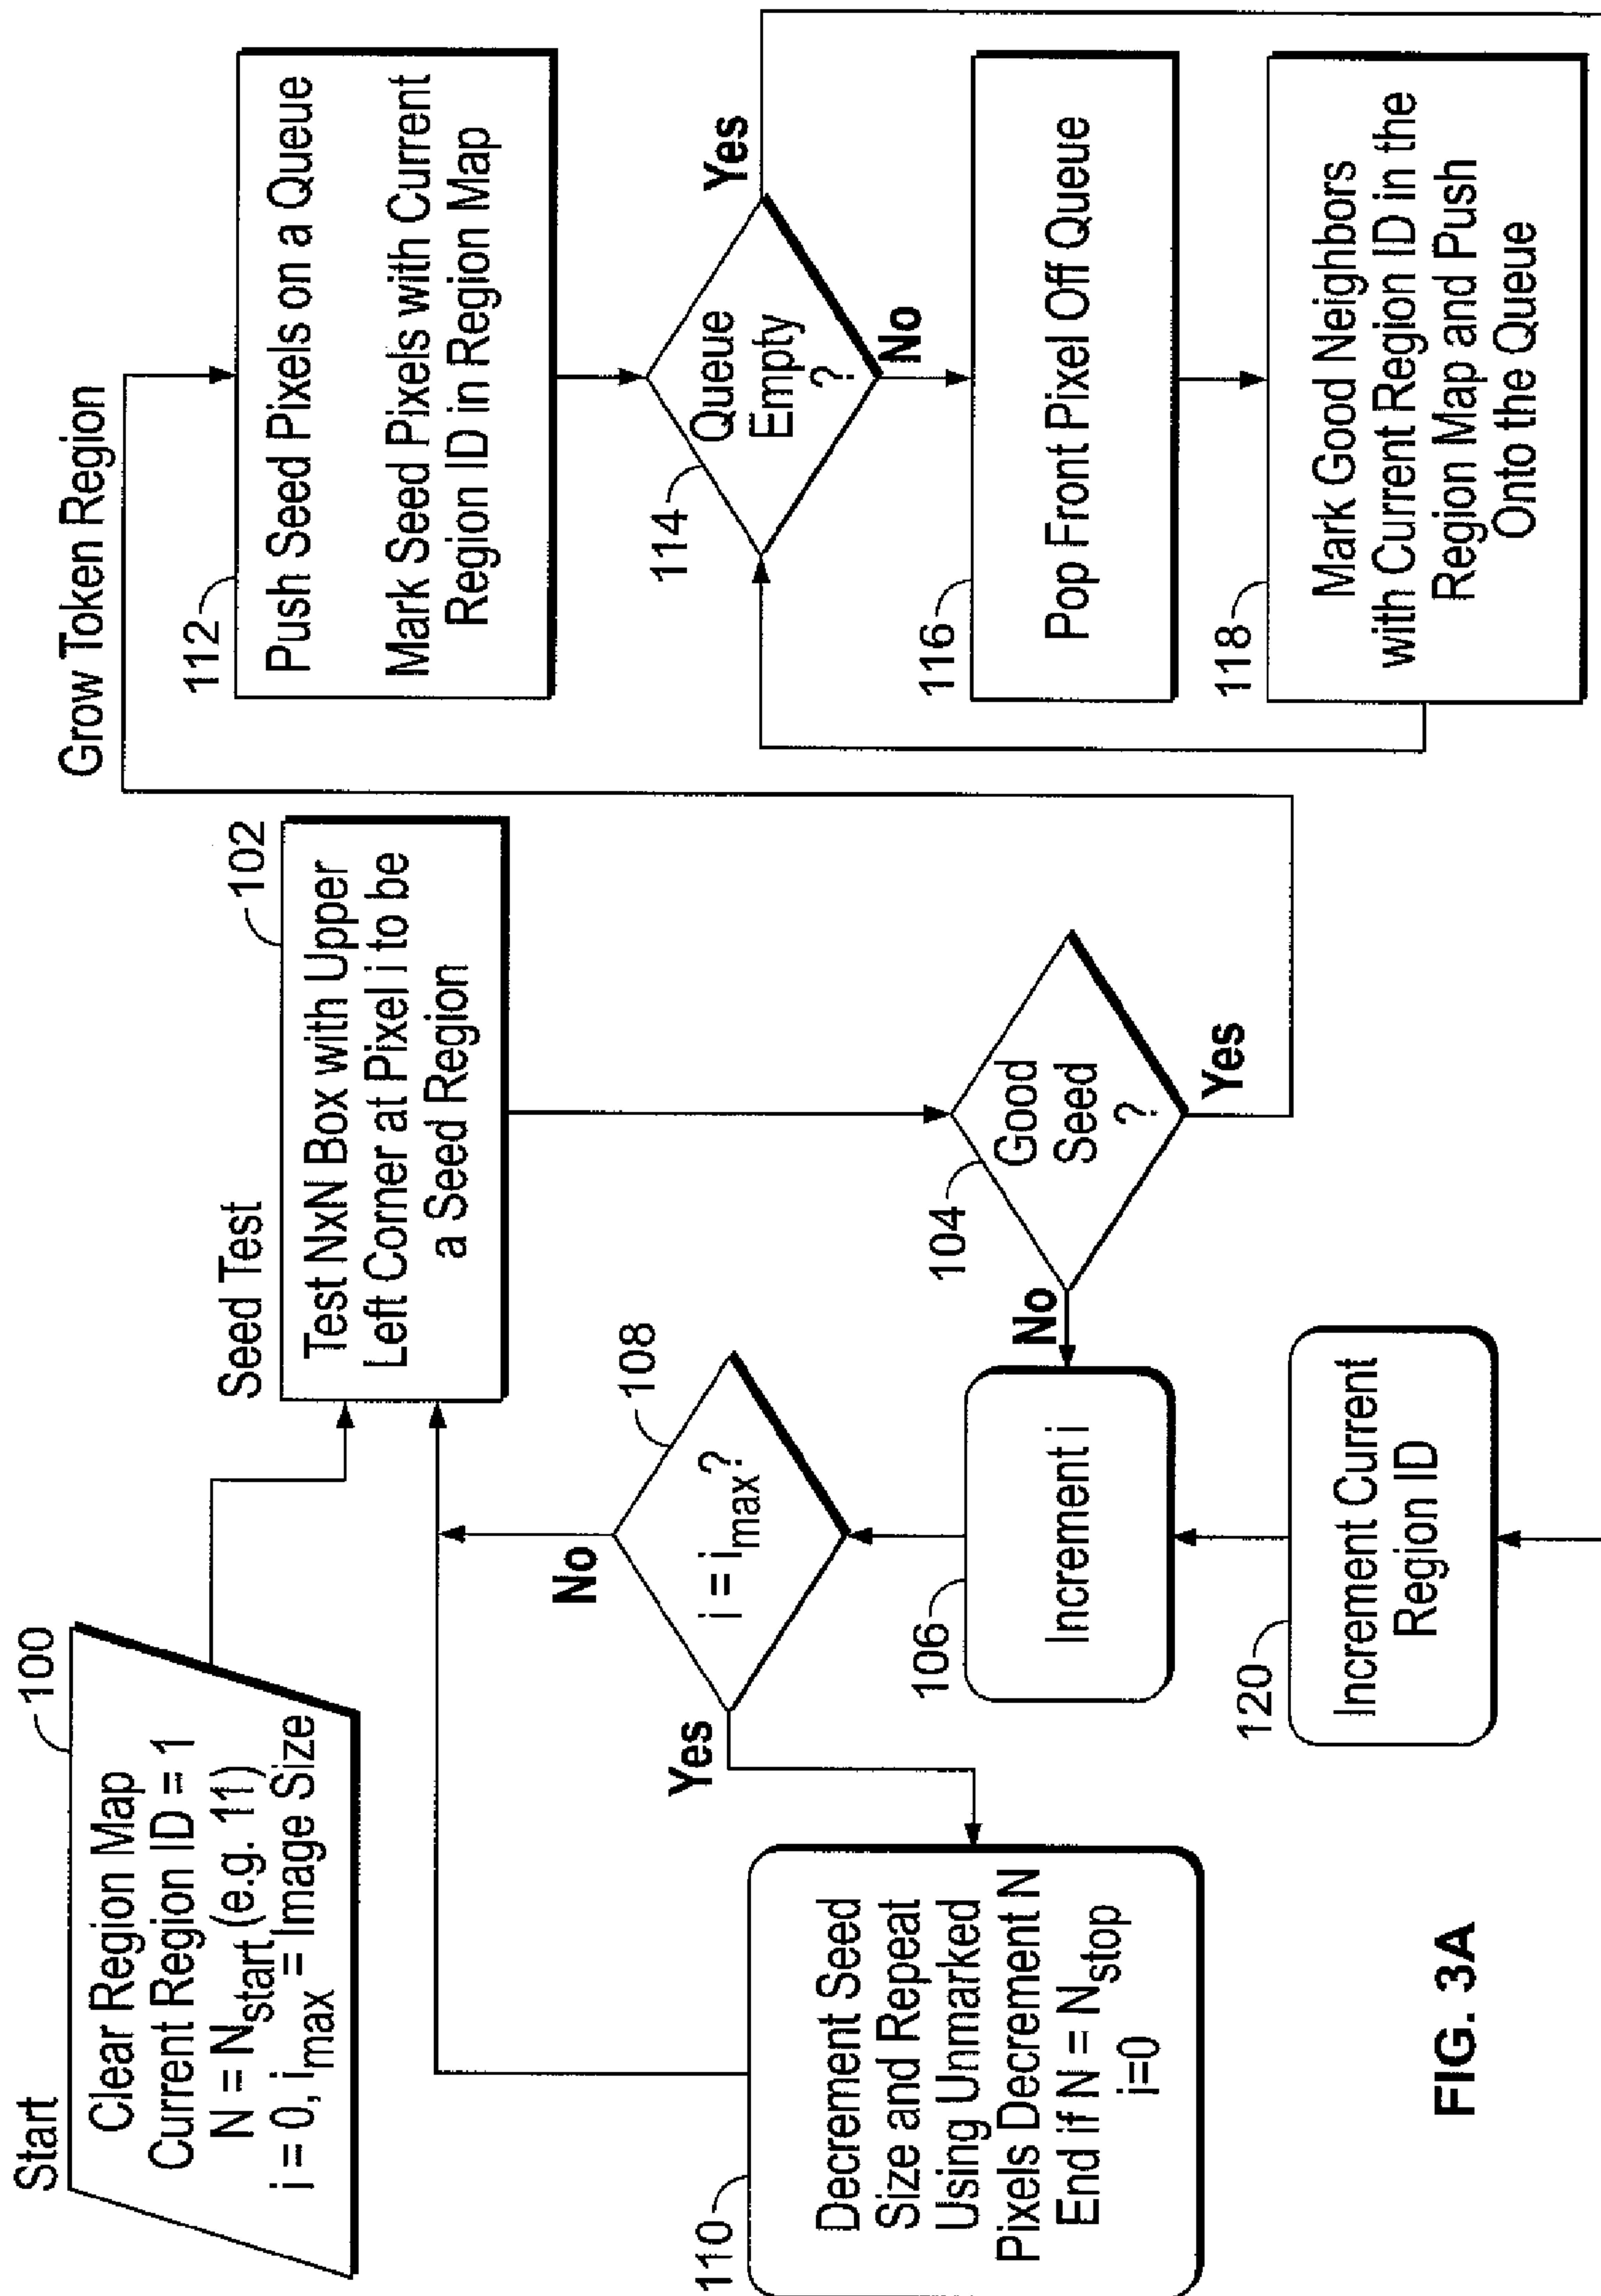 Start
100
Clear Region Map
Current Region ID = 1
N = Nstart (e.g. 11)
i = 0, imax = Image Size
Seed Test
102
Test NxN Box with Upper
Left Corner at Pixel i to be
a Seed Region
104
Good
Seed
?
No
Yes
106
Increment i
108
i = imax?
No
Yes
110
Decrement Seed
Size and Repeat
Using Unmarked
Pixels Decrement N
End if N = Nstop
i=0
120
Increment Current
Region ID
Grow Token Region
112
Push Seed Pixels on a Queue
Mark Seed Pixels with Current
Region ID in Region Map
114
Queue
Empty
?
Yes
No
116
Pop Front Pixel Off Queue
118
Mark Good Neighbors
with Current Region ID in the
Region Map and Push
Onto the Queue
FIG. 3A